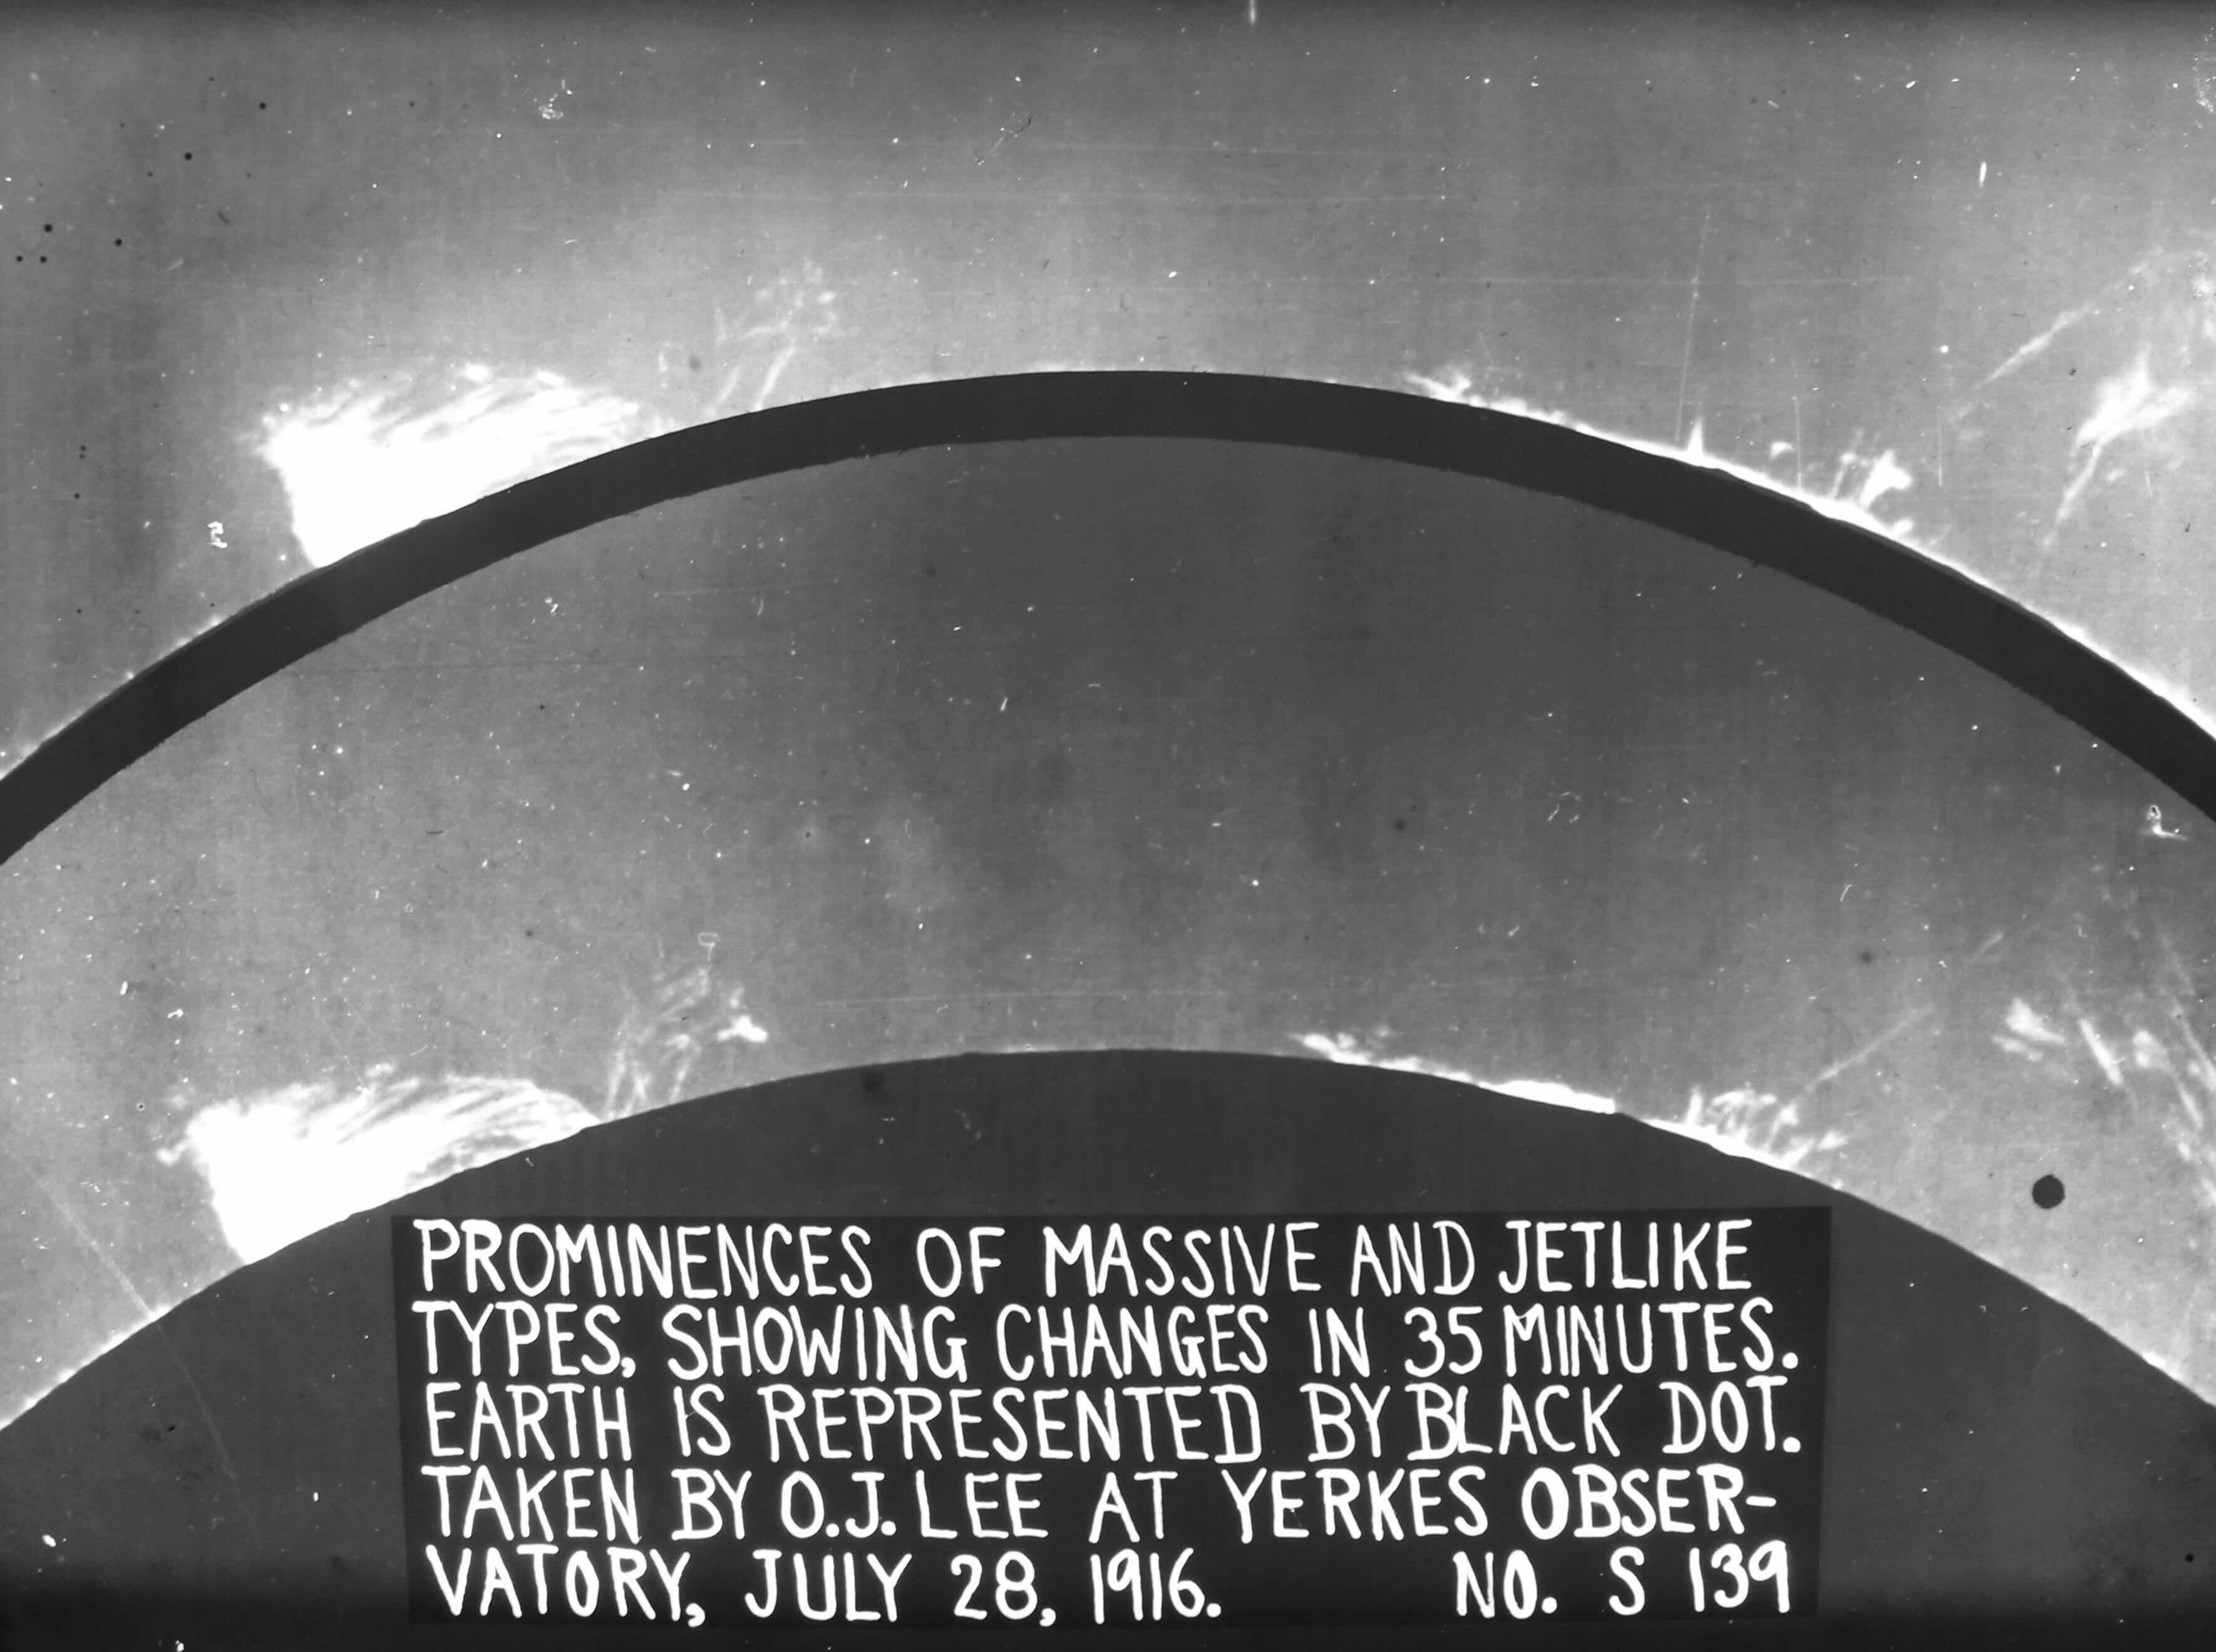 PROMINENCES OF MASSIVE AND JETLIKE
TYPES, SHOWING CHANGES IN 35 MINUTES.
EARTH IS REPRESENTED BY BLACK DOT.
TAKEN BY O.J. LEE AT YERKES OBSER-
VATORY, JULY 28, 1916. NO. S 139